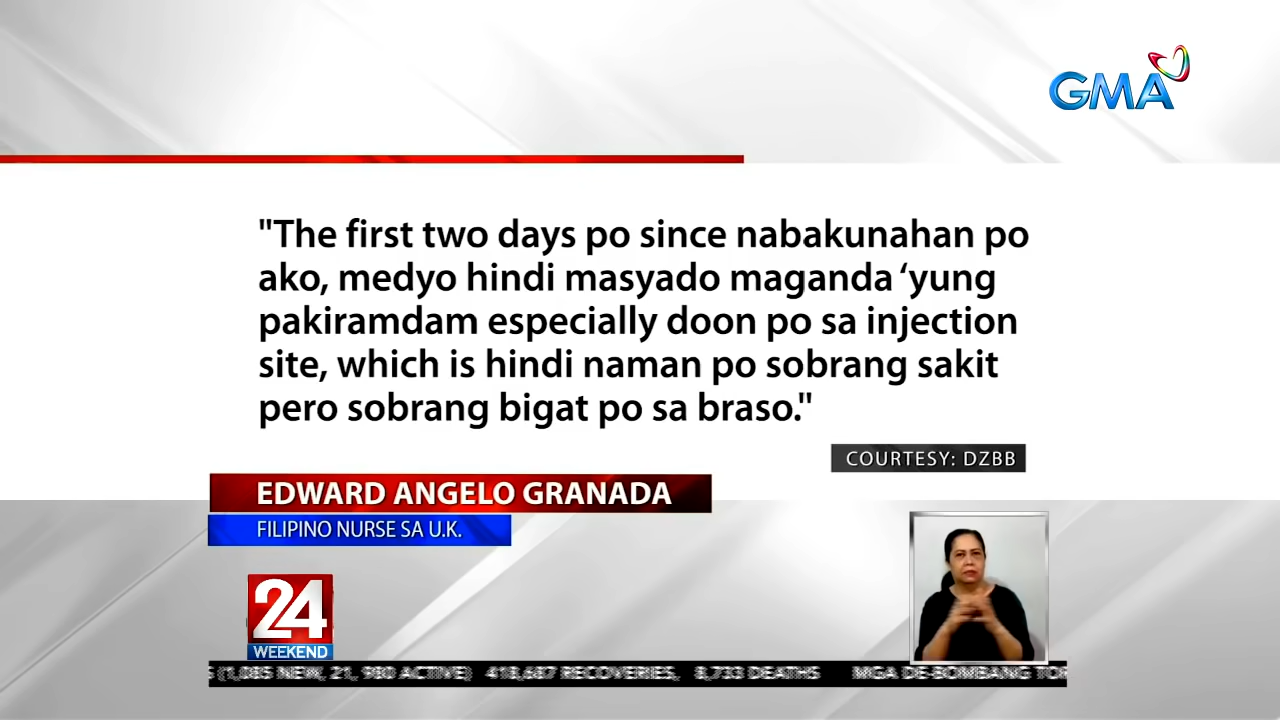 GMA
"The first two days po since nabakunahan po
ako, medyo hindi masyado maganda ‘yung
pakiramdam especially doon po sa injection
site, which is hindi naman po sobrang sakit
pero sobrang bigat po sa braso."
COURTESY: DZBB
EDWARD ANGELO GRANADA
FILIPINO NURSE SA U.K.
24
WEEKEND
NEW, ACTIVE) RECOVERIES, DEATHS MGA DE-BOMBANG